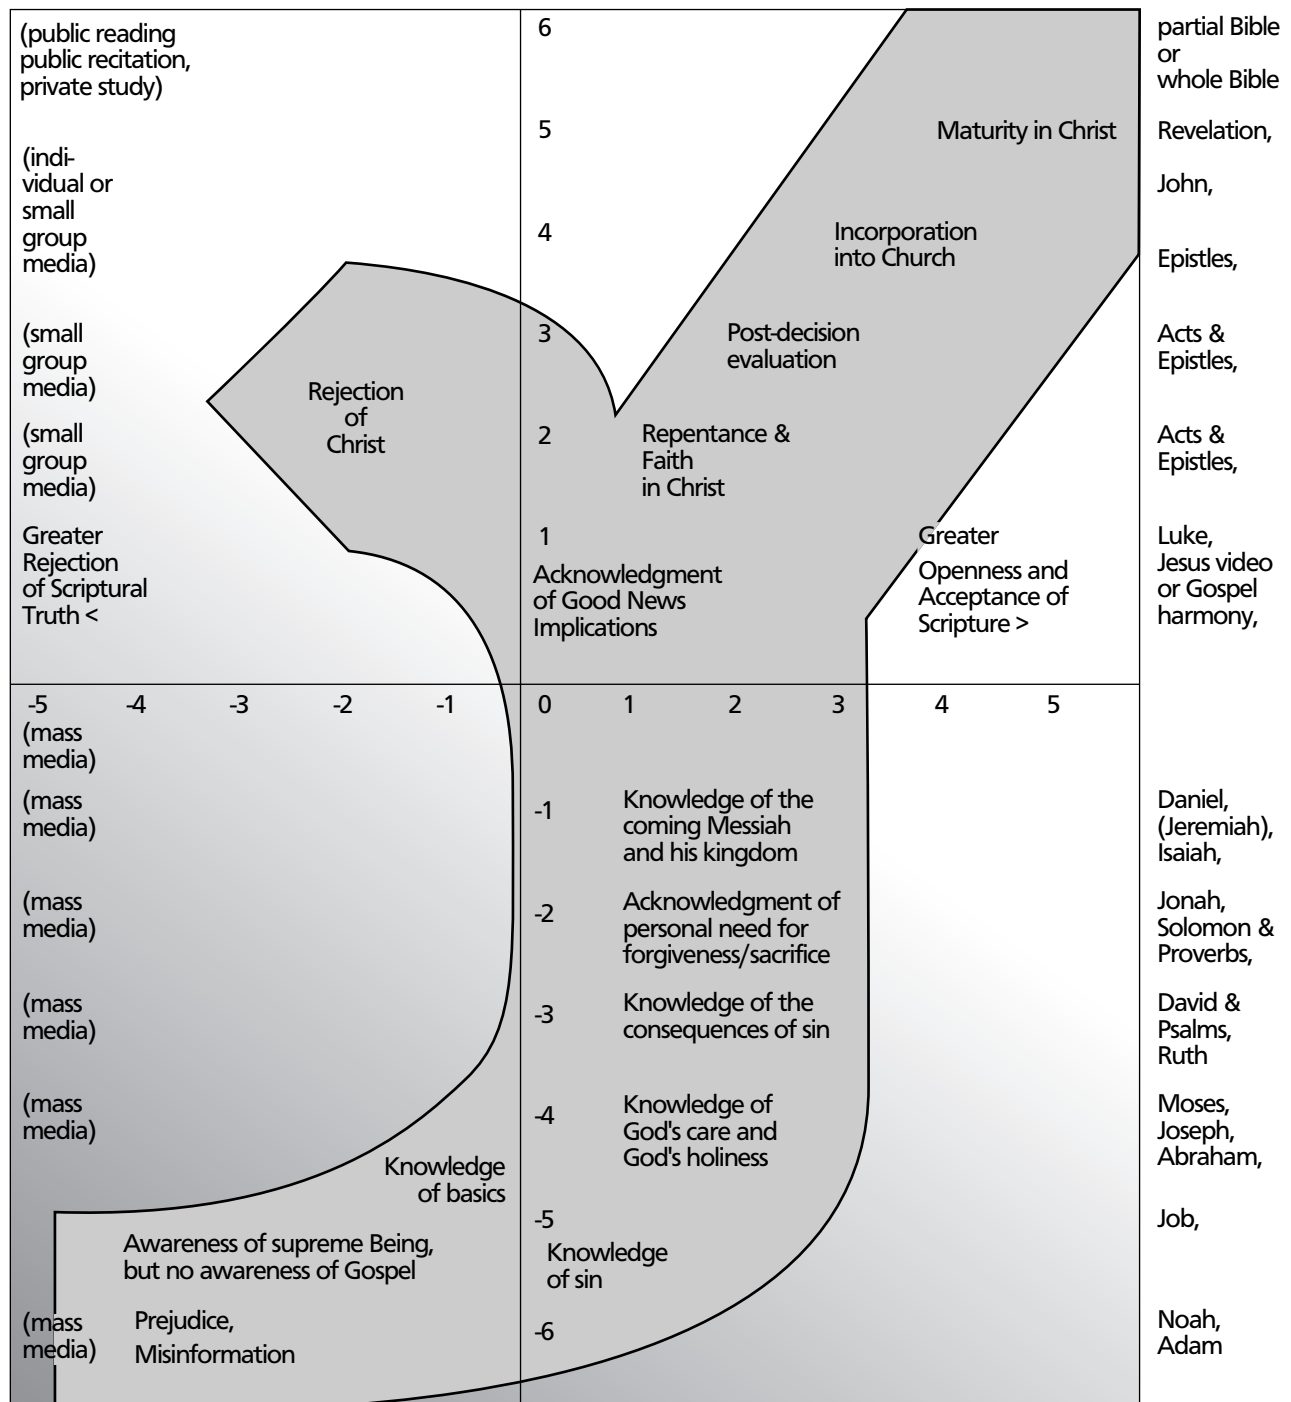 (public reading
public recitation,
private study)
6
partial Bible
or
whole Bible
5
Maturity in Christ
Revelation,
(indi-
vidual or
small
group
media)
John,
4
Incorporation
into Church
Epistles,
(small
group
media)
3
Post-decision
evaluation
Acts &
Epistles,
Rejection
of
Christ
(small
group
media)
2
Repentance &
Faith
in Christ
Acts &
Epistles,
Greater
Rejection
of Scriptural
Truth <
1
Acknowledgment
of Good News
Implications
Greater
Openness and
Acceptance of
Scripture >
Luke,
Jesus video
or Gospel
harmony,
-5 -4 -3 -2 -1 0 1 2 3 4 5
(mass
media)
(mass
media)
-1
Knowledge of the
coming Messiah
and his kingdom
Daniel,
(Jeremiah),
Isaiah,
(mass
media)
-2
Acknowledgment of
personal need for
forgiveness/sacrifice
Jonah,
Solomon &
Proverbs,
(mass
media)
-3
Knowledge of the
consequences of sin
David &
Psalms,
Ruth
(mass
media)
-4
Knowledge of
God's care and
God's holiness
Moses,
Joseph,
Abraham,
Knowledge
of basics
-5
Job,
Awareness of supreme Being,
but no awareness of Gospel
Knowledge
of sin
(mass
media)
Prejudice,
Misinformation
-6
Noah,
Adam